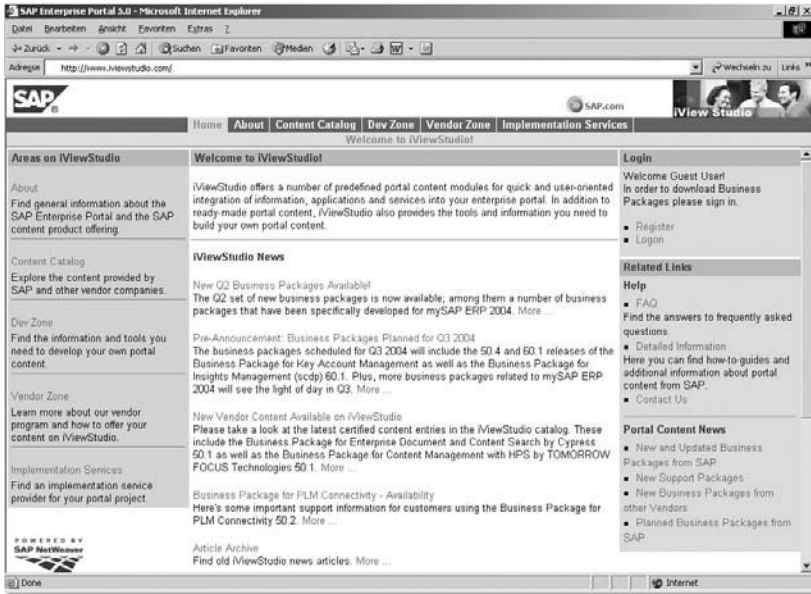 SAP Enterprise Portal 5.0 - Microsoft Internet Explorer
Datei Bearbeiten Ansicht Favoriten Extras ?
Zurück Suchen Favoriten Medien
Adresse http://www.iviewstudio.com/ Wechseln zu Links
SAP
SAP.com
iView Studio
Home About Content Catalog Dev Zone Vendor Zone Implementation Services
Welcome to iViewStudio!
Areas on iViewStudio
About
Find general information about the
SAP Enterprise Portal and the SAP
content product offering.
Content Catalog
Explore the content provided by
SAP and other vendor companies.
Dev Zone
Find the information and tools you
need to develop your own portal
content.
Vendor Zone
Learn more about our vendor
program and how to offer your
content on iViewStudio.
Implementation Services
Find an implementation service
provider for your portal project.
POWERED BY
SAP NetWeaver
Welcome to iViewStudio!
iViewStudio offers a number of predefined portal content modules for quick and user-oriented
integration of information, applications and services into your enterprise portal. In addition to
ready-made portal content, iViewStudio also provides the tools and information you need to
build your own portal content.
iViewStudio News
New Q2 Business Packages Available!
The Q2 set of new business packages is now available; among them a number of business
packages that have been specifically developed for mySAP ERP 2004. More ...
Pre-Announcement: Business Packages Planned for Q3 2004
The business packages scheduled for Q3 2004 will include the 50.4 and 60.1 releases of the
Business Package for Key Account Management as well as the Business Package for
Insights Management (scdp) 60.1. Plus, more business packages related to mySAP ERP
2004 will see the light of day in Q3. More ...
New Vendor Content Available on iViewStudio
Please take a look at the latest certified content entries in the iViewStudio catalog. These
include the Business Package for Enterprise Document and Content Search by Cypress
50.1 as well as the Business Package for Content Management with HPS by TOMORROW
FOCUS Technologies 50.1. More ...
Business Package for PLM Connectivity - Availability
Here's some important support information for customers using the Business Package for
PLM Connectivity 50.2. More ...
Article Archive
Find old iViewStudio news articles. More ...
Login
Welcome Guest User!
In order to download Business
Packages please sign in.
Register
Logon
Related Links
Help
FAQ
Find the answers to frequently asked
questions.
Detailed Information
Here you can find how-to-guides and
additional information about portal
content from SAP.
Contact Us
Portal Content News
New and Updated Business
Packages from SAP
New Support Packages
New Business Packages from
other Vendors
Planned Business Packages from
SAP
Done Internet